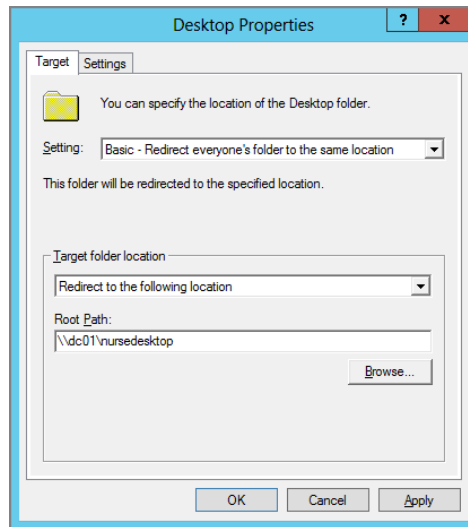 Desktop Properties
? x
Target Settings
You can specify the location of the Desktop folder.
Setting: Basic - Redirect everyone's folder to the same location
This folder will be redirected to the specified location.
Target folder location
Redirect to the following location
Root Path:
\\dc01\nursedesktop
Browse...
OK Cancel Apply